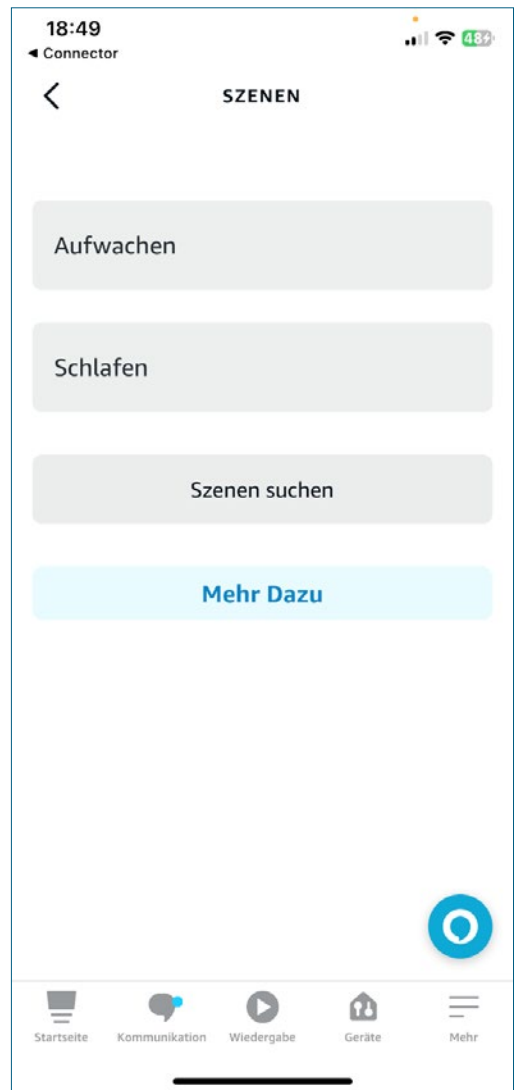 18:49
◀ Connector
48
SZENEN
Aufwachen
Schlafen
Szenen suchen
Mehr Dazu
Startseite Kommunikation Wiedergabe Geräte Mehr